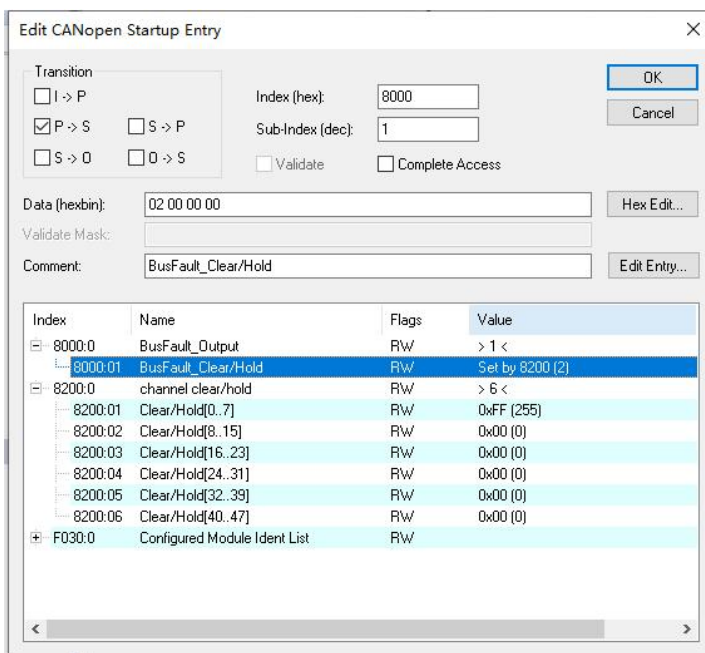 Edit CANopen Startup Entry
Transition
I -> P
P -> S
S -> P
S -> O
O -> S
Index (hex):
8000
Sub-Index (dec):
1
Validate
Complete Access
OK
Cancel
Data (hexbin):
02 00 00 00
Hex Edit...
Validate Mask:
Comment:
BusFault_Clear/Hold
Edit Entry...
Index Name Flags Value
8000:0 BusFault_Output RW > 1 <
8000:01 BusFault_Clear/Hold RW Set by 8200 (2)
8200:0 channel clear/hold RW > 6 <
8200:01 Clear/Hold[0..7] RW 0xFF (255)
8200:02 Clear/Hold[8..15] RW 0x00 (0)
8200:03 Clear/Hold[16..23] RW 0x00 (0)
8200:04 Clear/Hold[24..31] RW 0x00 (0)
8200:05 Clear/Hold[32..39] RW 0x00 (0)
8200:06 Clear/Hold[40..47] RW 0x00 (0)
F030:0 Configured Module Ident List RW